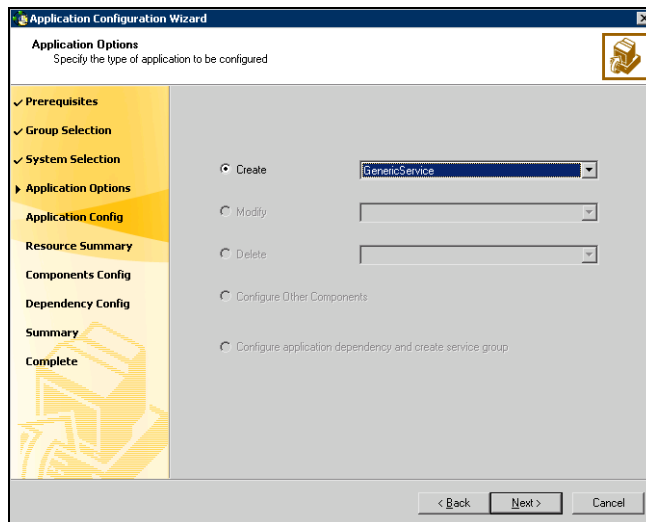 Application Configuration Wizard
Application Options
Specify the type of application to be configured
Prerequisites
Group Selection
System Selection
Application Options
Application Config
Resource Summary
Components Config
Dependency Config
Summary
Complete
Create
GenericService
Modify
Delete
Configure Other Components
Configure application dependency and create service group
< Back
Next >
Cancel